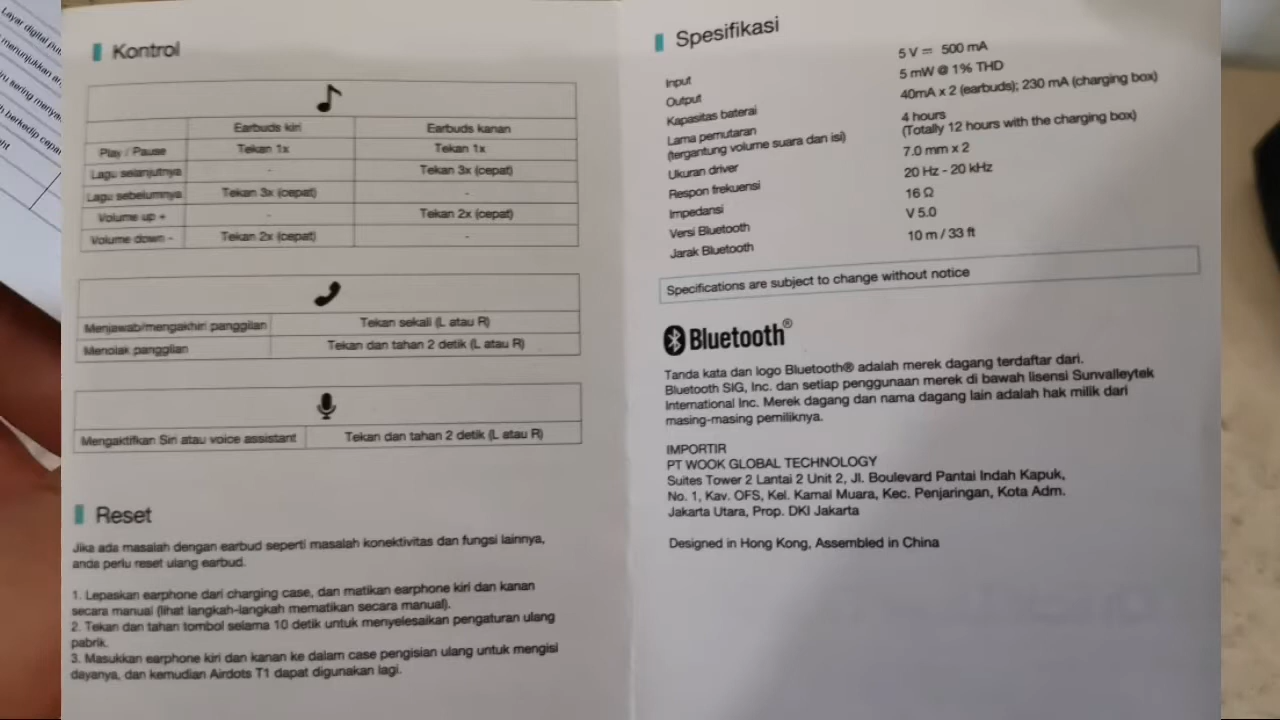 Layar digital pu
menunjukkan an
ru sering menya
berkedip cepa
Kontrol
Earbuds kiri Earbuds kanan
Play / Pause Tekan 1x Tekan 1x
Lagu selanjutnya - Tekan 3x (cepat)
Lagu sebelumnya Tekan 3x (cepat) -
Volume up + - Tekan 2x (cepat)
Volume down - Tekan 2x (cepat) -
Menjawab/mengakhiri panggilan Tekan sekali (L atau R)
Menolak panggilan Tekan dan tahan 2 detik (L atau R)
Mengaktifkan Siri atau voice assistant Tekan dan tahan 2 detik (L atau R)
Reset
Jika ada masalah dengan earbud seperti masalah konektivitas dan fungsi lainnya,
anda perlu reset ulang earbud.
1. Lepaskan earphone dari charging case, dan matikan earphone kiri dan kanan
secara manual (lihat langkah-langkah mematikan secara manual).
2. Tekan dan tahan tombol selama 10 detik untuk menyelesaikan pengaturan ulang
pabrik.
3. Masukkan earphone kiri dan kanan ke dalam case pengisian ulang untuk mengisi
dayanya, dan kemudian Airdots T1 dapat digunakan lagi.
Spesifikasi
Input 5 V ⎓ 500 mA
Output 5 mW @ 1% THD
Kapasitas baterai 40mA x 2 (earbuds); 230 mA (charging box)
Lama pemutaran 4 hours
(tergantung volume suara dan isi) (Totally 12 hours with the charging box)
Ukuran driver 7.0 mm x 2
Respon frekuensi 20 Hz - 20 kHz
Impedansi 16 Ω
Versi Bluetooth V 5.0
Jarak Bluetooth 10 m / 33 ft
Specifications are subject to change without notice
Bluetooth®
Tanda kata dan logo Bluetooth® adalah merek dagang terdaftar dari.
Bluetooth SIG, Inc. dan setiap penggunaan merek di bawah lisensi Sunvalleytek
International Inc. Merek dagang dan nama dagang lain adalah hak milik dari
masing-masing pemiliknya.
IMPORTIR
PT WOOK GLOBAL TECHNOLOGY
Suites Tower 2 Lantai 2 Unit 2, Jl. Boulevard Pantai Indah Kapuk,
No. 1, Kav. OFS, Kel. Kamal Muara, Kec. Penjaringan, Kota Adm.
Jakarta Utara, Prop. DKI Jakarta
Designed in Hong Kong, Assembled in China